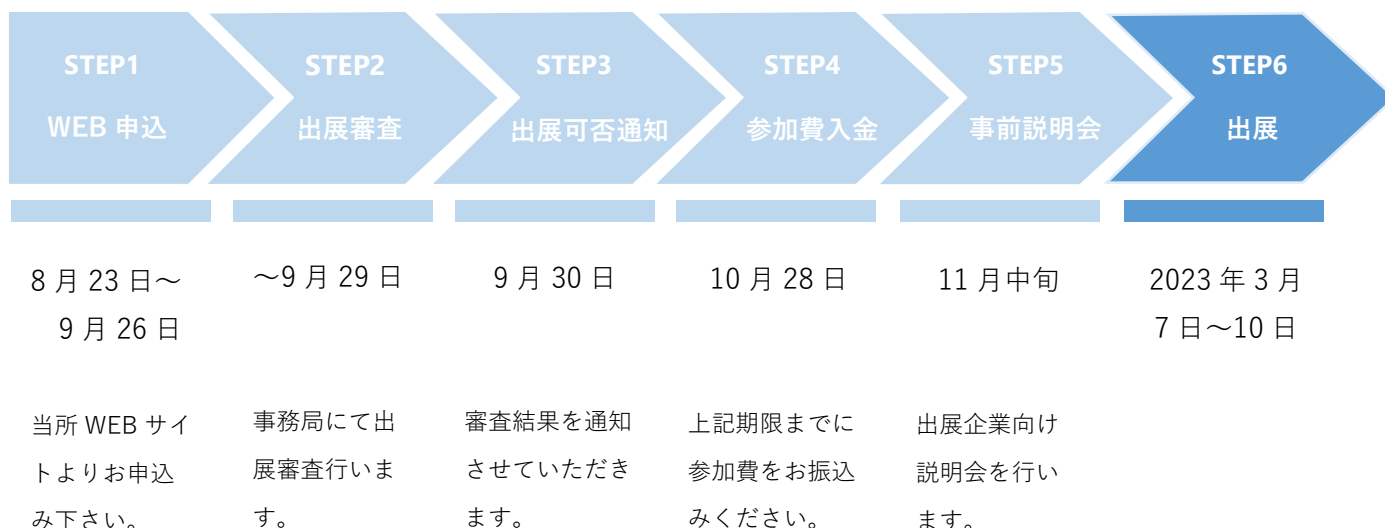 STEP1
WEB 申込
STEP2
出展審査
STEP3
出展可否通知
STEP4
参加費入金
STEP5
事前説明会
STEP6
出展
8 月 23 日～
9 月 26 日
～9 月 29 日
9 月 30 日
10 月 28 日
11 月中旬
2023 年 3 月
7 日～10 日
当所 WEB サイ
トよりお申込
み下さい。
事務局にて出
展審査行いま
す。
審査結果を通知
させていただき
ます。
上記期限までに
参加費をお振込
みください。
出展企業向け
説明会を行い
ます。